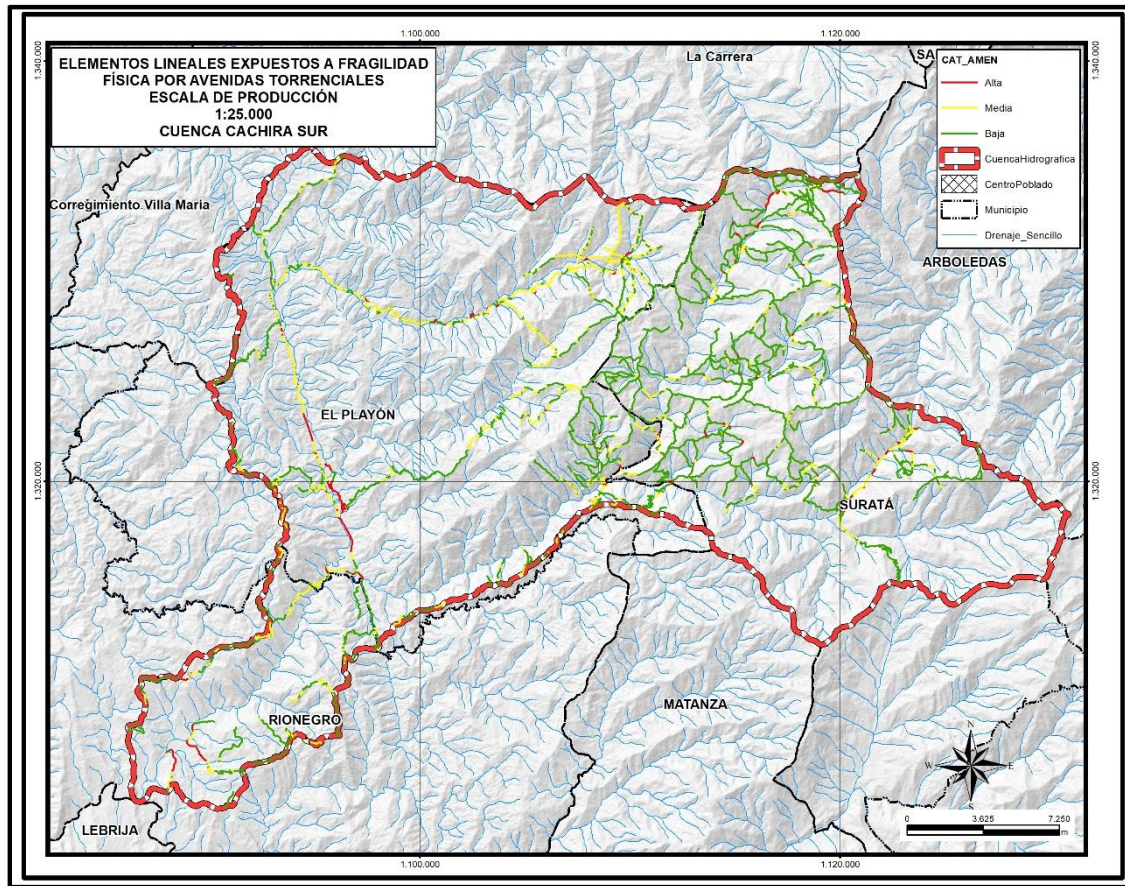 ELEMENTOS LINEALES EXPUESTOS A FRAGILIDAD
FÍSICA POR AVENIDAS TORRENCIALES
ESCALA DE PRODUCCIÓN
1:25.000
CUENCA CACHIRA SUR
1.100.000
1.120.000
1.340.000
1.340.000
La Carrera
SA
CAT_AMEN
Alta
Media
Baja
CuencaHidrografica
CentroPoblado
Municipio
Drenaje_Sencillo
Corregimiento Villa María
ARBOLEDAS
EL PLAYÓN
1.320.000
1.320.000
SURATÁ
MATANZA
RIONEGRO
LEBRIJA
N
W
E
S
0
3.625
7.250
m
1.100.000
1.120.000